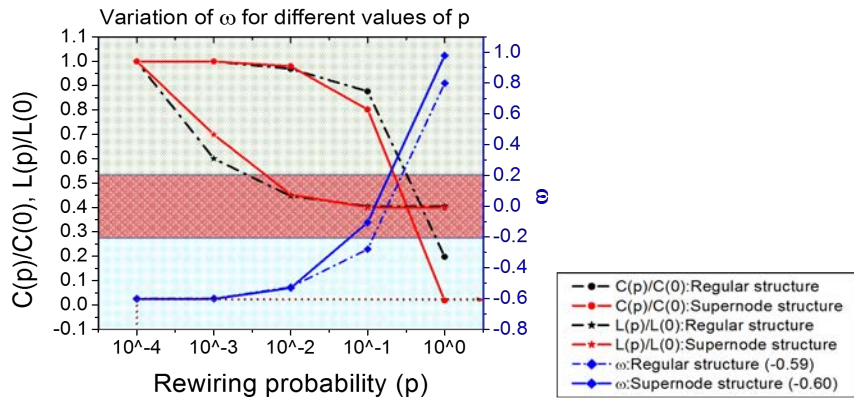 Variation of ω for different values of p
C(p)/C(0), L(p)/L(0)
1.1
1.0
0.9
0.8
0.7
0.6
0.5
0.4
0.3
0.2
0.1
0.0
-0.1
1.0
0.8
0.6
0.4
0.2
0.0
-0.2
-0.4
-0.6
-0.8
ω
10^-4 10^-3 10^-2 10^-1 10^0
Rewiring probability (p)
C(p)/C(0):Regular structure
C(p)/C(0):Supernode structure
L(p)/L(0):Regular structure
L(p)/L(0):Supernode structure
ω:Regular structure (-0.59)
ω:Supernode structure (-0.60)